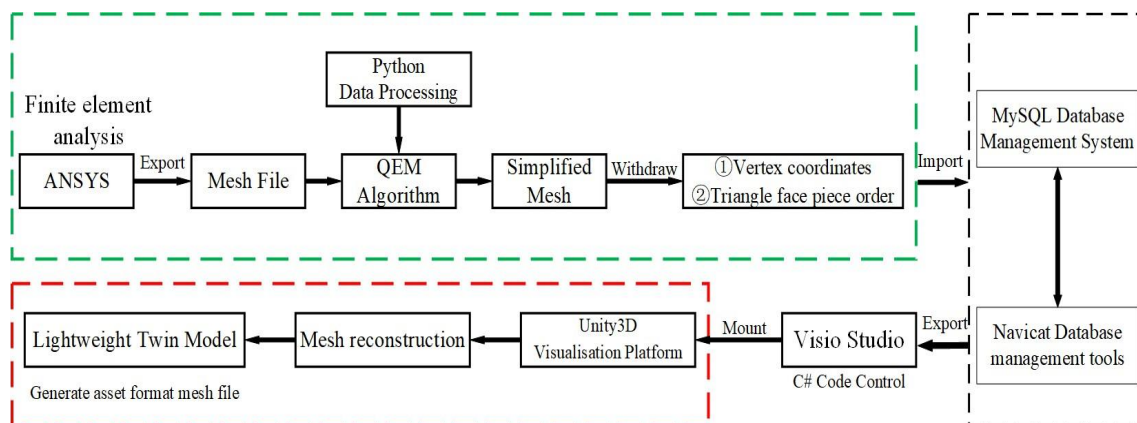 Python
Data Processing
Finite element
analysis
ANSYS
Export
Mesh File
QEM
Algorithm
Simplified
Mesh
Withdraw
①Vertex coordinates
②Triangle face piece order
Import
MySQL Database
Management System
Navicat Database
management tools
Export
Visio Studio
C# Code Control
Mount
Unity3D
Visualisation Platform
Mesh reconstruction
Lightweight Twin Model
Generate asset format mesh file